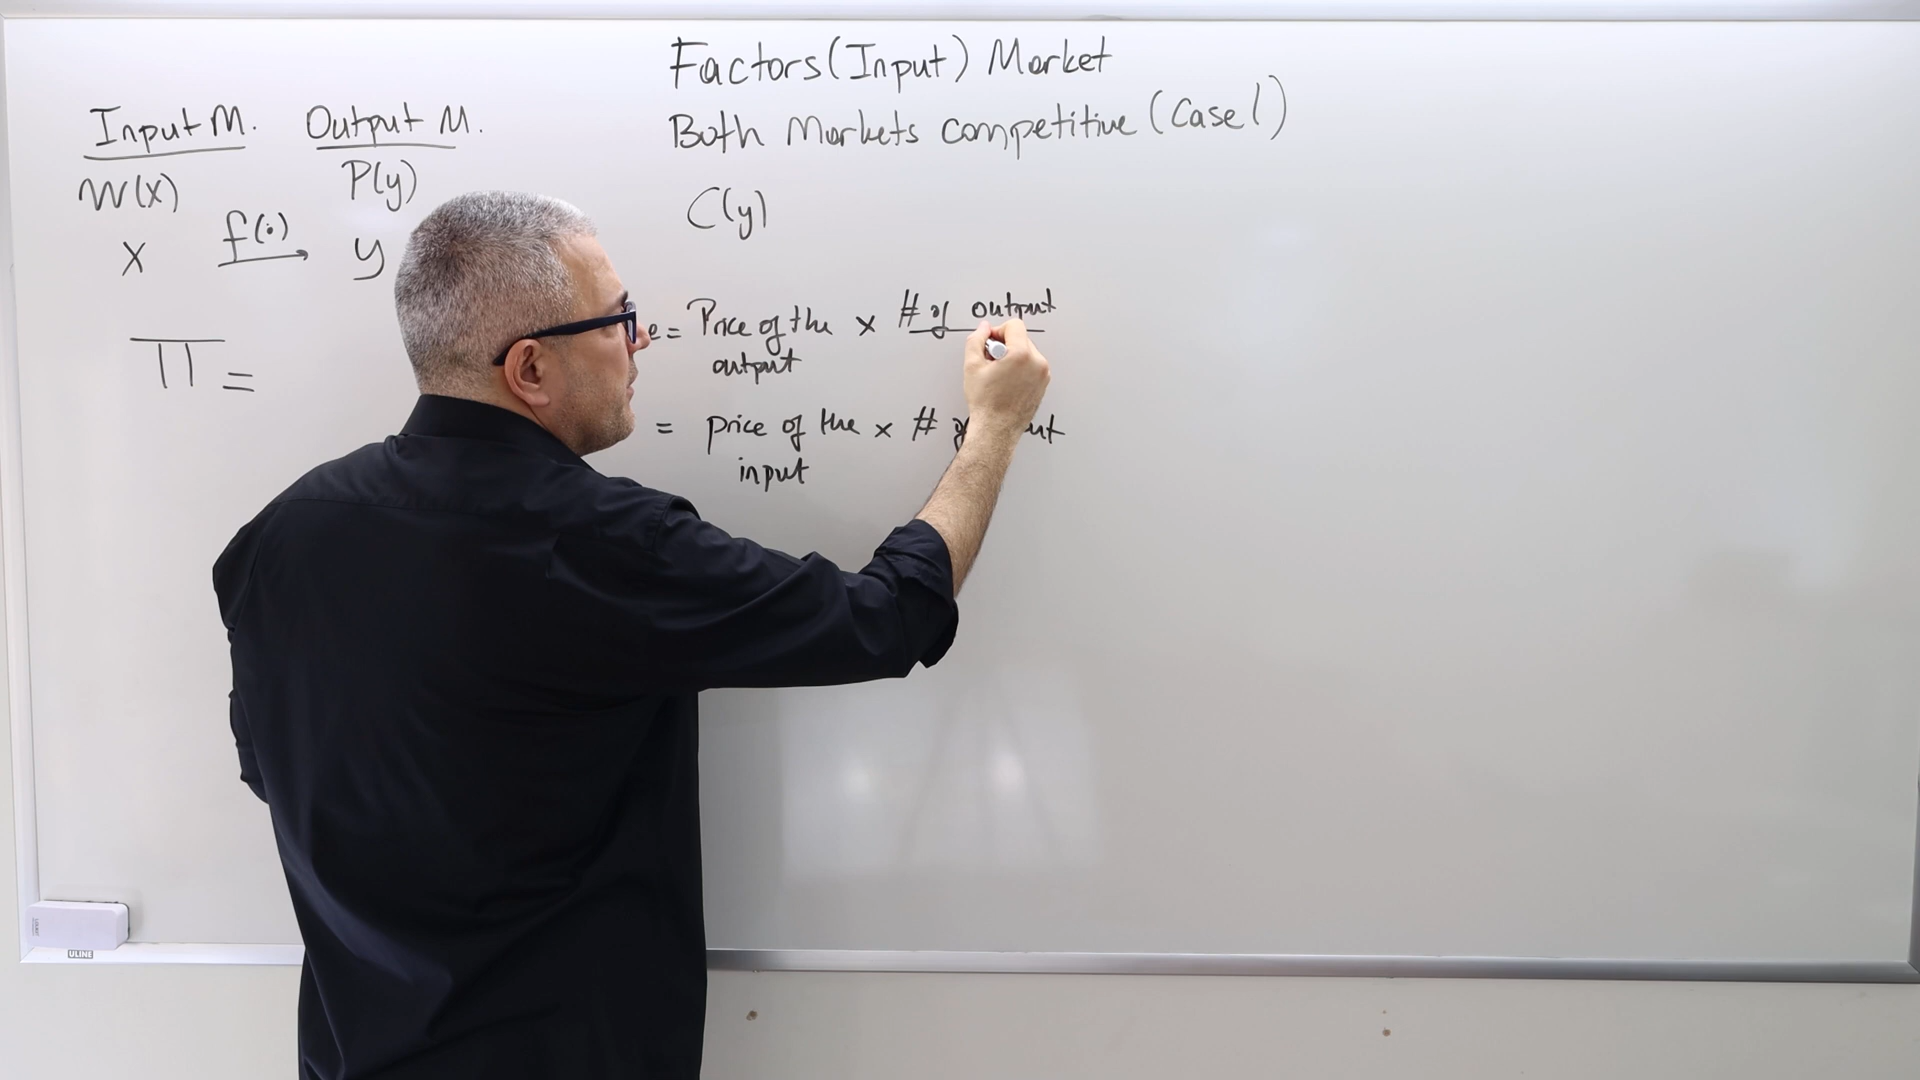 Factors (Input) Market
Both Markets competitive (Case 1)
Input M. Output M.
W(x) P(y)
x f(.) y
C(y)
Π =
e = Price of the output × # of output
= price of the input × #
ULINE